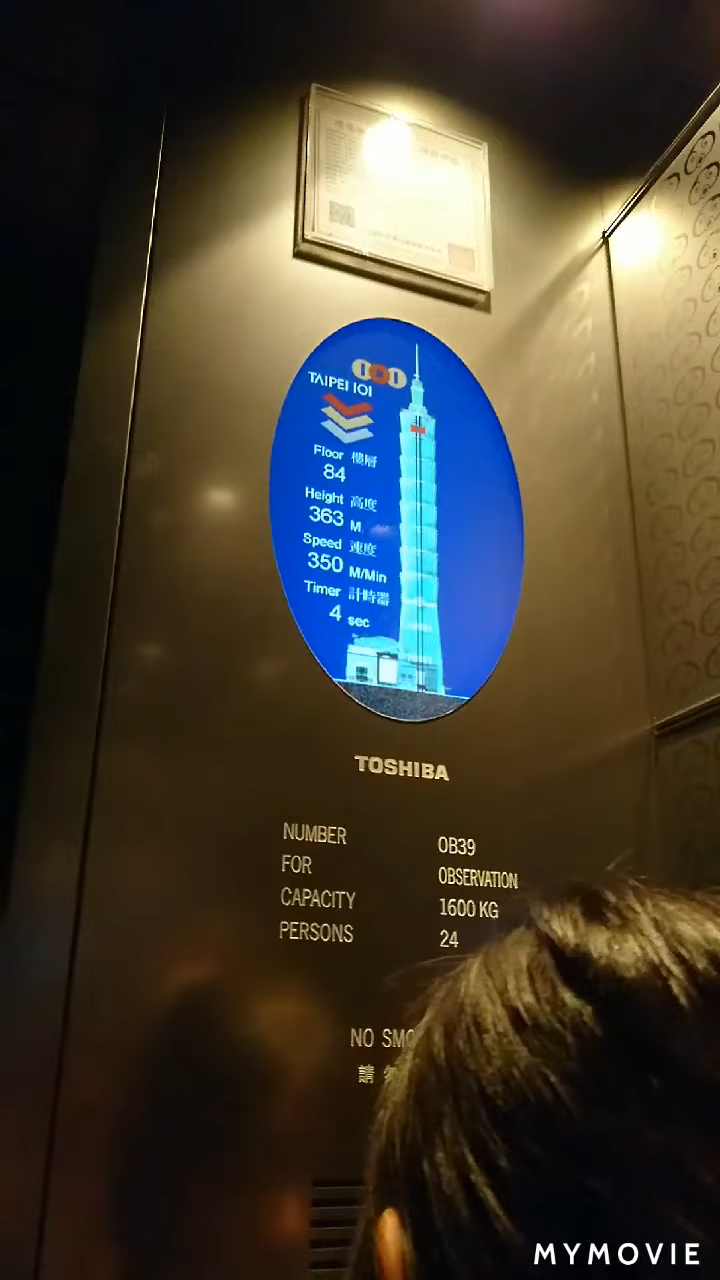 TAIPEI 101
Floor 樓層
84
Height 高度
363 M
Speed 速度
350 M/Min
Timer 計時器
4 sec
TOSHIBA
NUMBER OB39
FOR OBSERVATION
CAPACITY 1600 KG
PERSONS 24
NO SMO
請勿
MYMOVIE